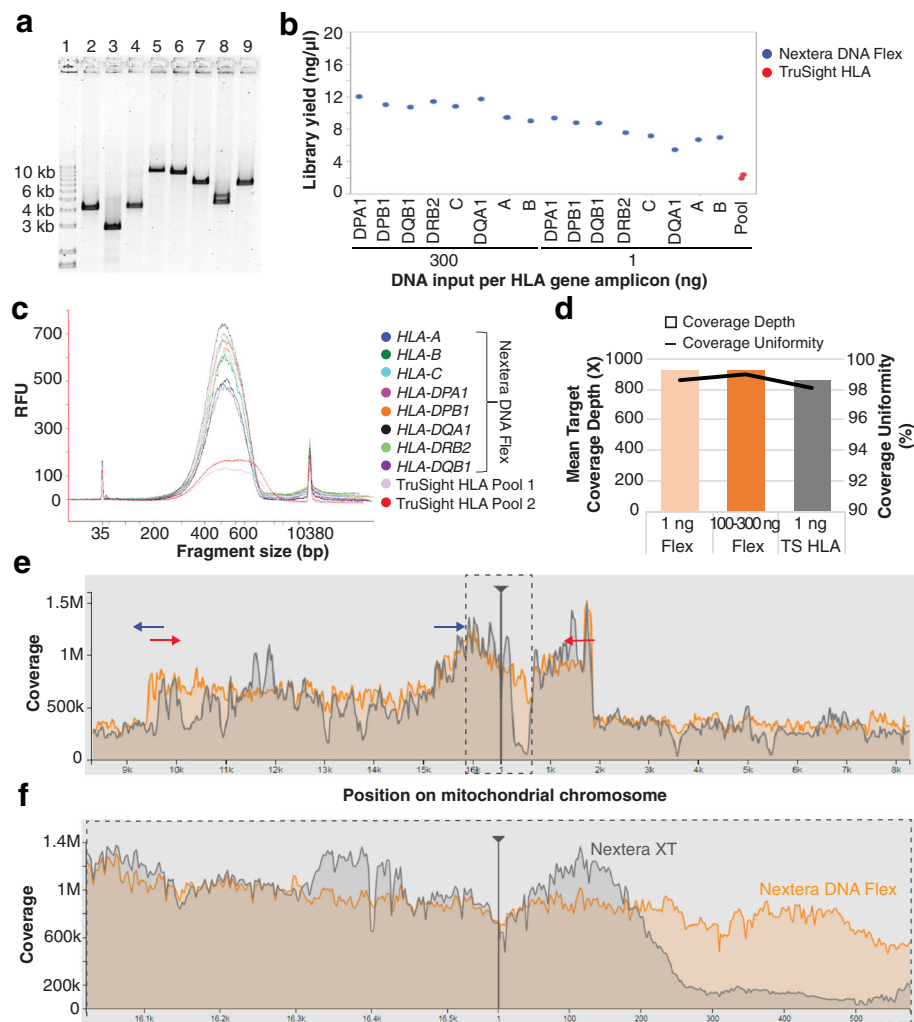 a
1 2 3 4 5 6 7 8 9
10 kb
6 kb
4 kb
3 kb
b
Library yield (ng/µl)
20
16
12
8
4
0
Nextera DNA Flex
TruSight HLA
DPA1 DPB1 DQB1 DRB2 C DQA1 A B DPA1 DPB1 DQB1 DRB2 C DQA1 A B Pool
300 1
DNA input per HLA gene amplicon (ng)
c
RFU
700
500
300
100
0
35 200 400 600 10380
Fragment size (bp)
HLA-A
HLA-B
HLA-C
HLA-DPA1
HLA-DPB1
HLA-DQA1
HLA-DRB2
HLA-DQB1
TruSight HLA Pool 1
TruSight HLA Pool 2
Nextera DNA Flex
d
Coverage Depth
Coverage Uniformity
Mean Target
Coverage Depth (X)
1000
800
600
400
200
0
100
98
96
94
92
90
Coverage Uniformity
(%)
1 ng 100-300 ng 1 ng
Flex Flex TS HLA
e
Coverage
1.5M
1M
500k
0
9k 10k 11k 12k 13k 14k 15k 16k 1 1k 2k 3k 4k 5k 6k 7k 8k
Position on mitochondrial chromosome
f
Coverage
1.4M
1M
600k
200k
0
Nextera XT
Nextera DNA Flex
16.1k 16.2k 16.3k 16.4k 16.5k 1 100 200 300 400 500